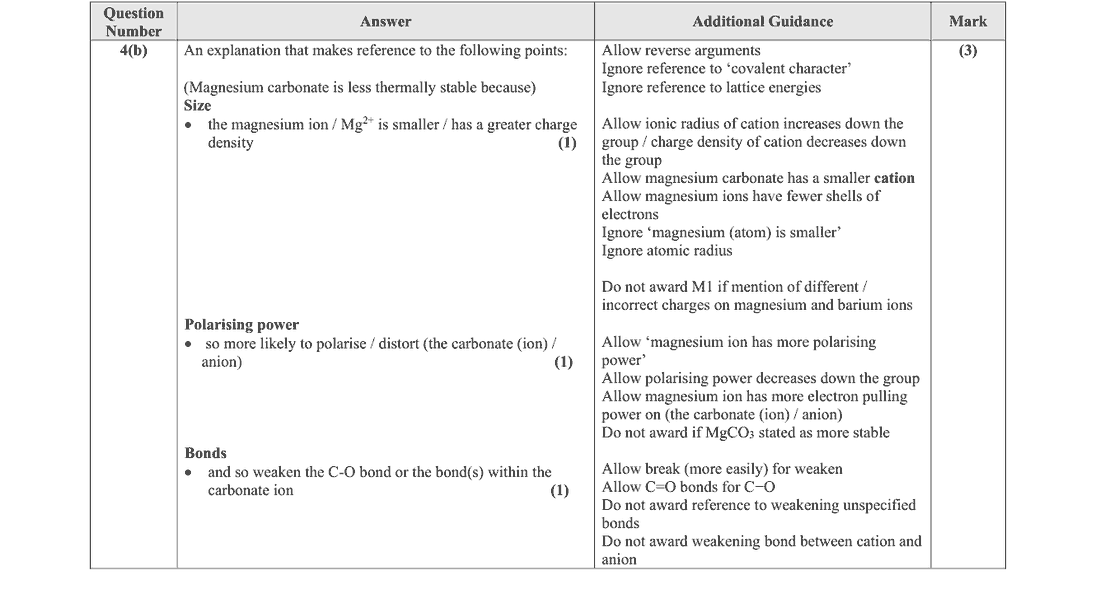 Question Number
Answer
Additional Guidance
Mark
4(b)
An explanation that makes reference to the following points:
(Magnesium carbonate is less thermally stable because)
Size
• the magnesium ion / Mg²⁺ is smaller / has a greater charge
density (1)
Allow reverse arguments
Ignore reference to ‘covalent character’
Ignore reference to lattice energies
Allow ionic radius of cation increases down the
group / charge density of cation decreases down
the group
Allow magnesium carbonate has a smaller cation
Allow magnesium ions have fewer shells of
electrons
Ignore ‘magnesium (atom) is smaller’
Ignore atomic radius
Do not award M1 if mention of different /
incorrect charges on magnesium and barium ions
(3)
Polarising power
• so more likely to polarise / distort (the carbonate (ion) /
anion) (1)
Allow ‘magnesium ion has more polarising
power’
Allow polarising power decreases down the group
Allow magnesium ion has more electron pulling
power on (the carbonate (ion) / anion)
Do not award if MgCO₃ stated as more stable
Bonds
• and so weaken the C-O bond or the bond(s) within the
carbonate ion (1)
Allow break (more easily) for weaken
Allow C=O bonds for C−O
Do not award reference to weakening unspecified
bonds
Do not award weakening bond between cation and
anion